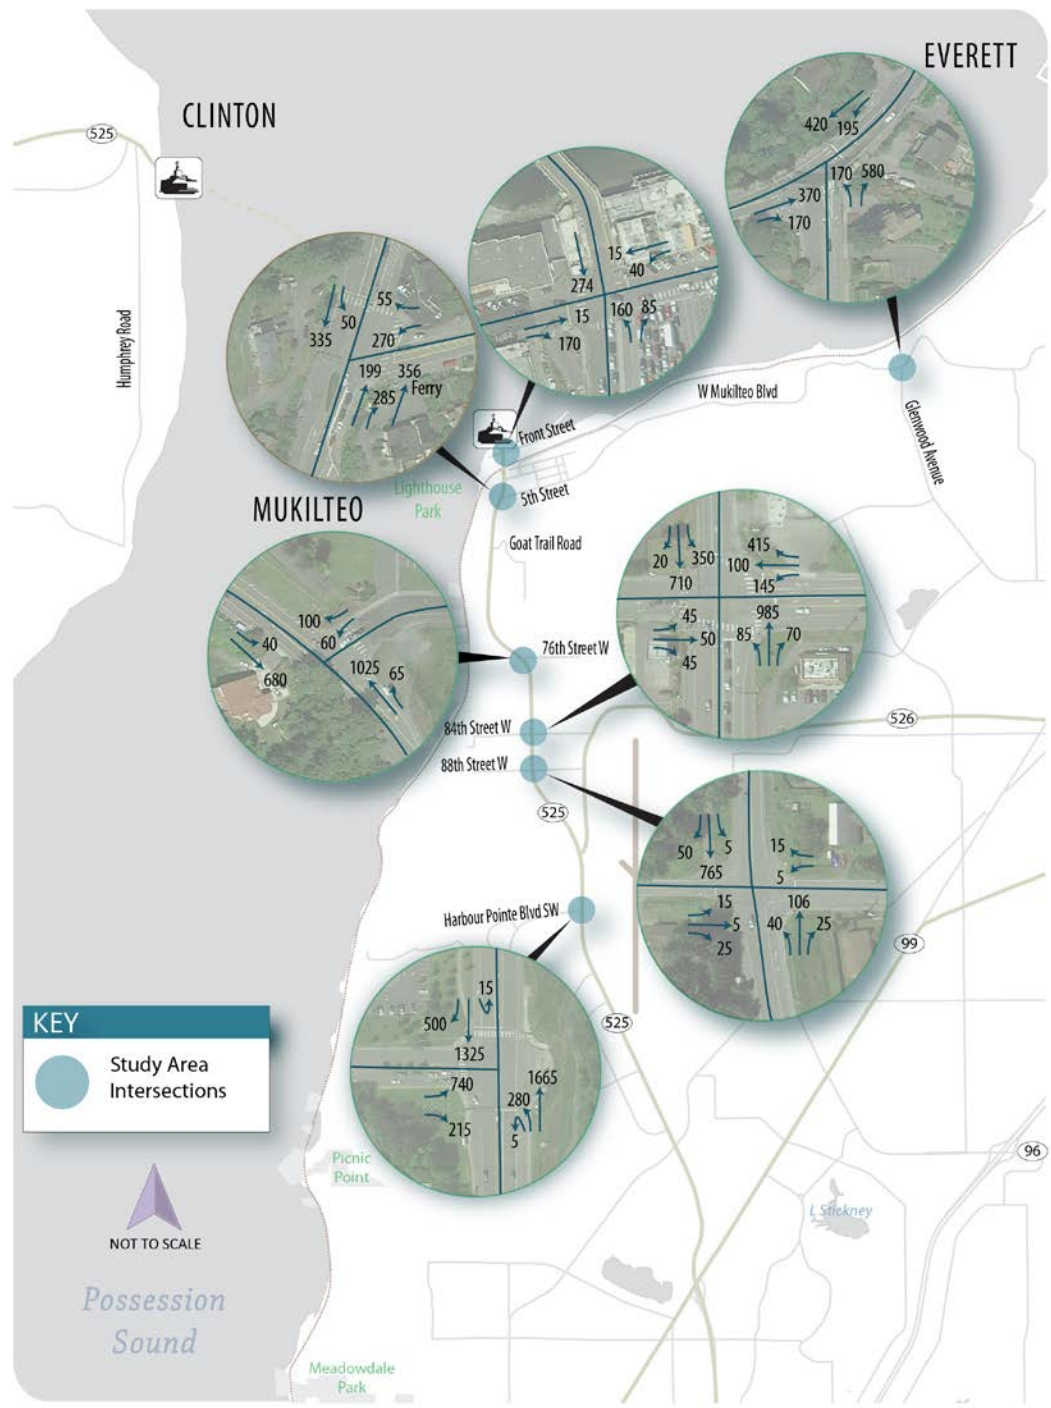 EVERETT
CLINTON
525
Humphrey Road
420
195
170
580
370
170
15
40
274
15
160
85
170
55
50
335
270
199
356
Ferry
285
W Mukilteo Blvd
Glenwood Avenue
Front Street
5th Street
Lighthouse
Park
MUKILTEO
Goat Trail Road
20
350
710
415
100
145
45
50
45
985
85
70
100
60
40
680
1025
65
76th Street W
84th Street W
88th Street W
526
525
50
5
765
15
5
15
5
25
106
40
25
Harbour Pointe Blvd SW
99
525
15
500
1325
740
1665
280
215
5
KEY
Study Area
Intersections
Picnic
Point
96
L Stickney
NOT TO SCALE
Possession
Sound
Meadowdale
Park